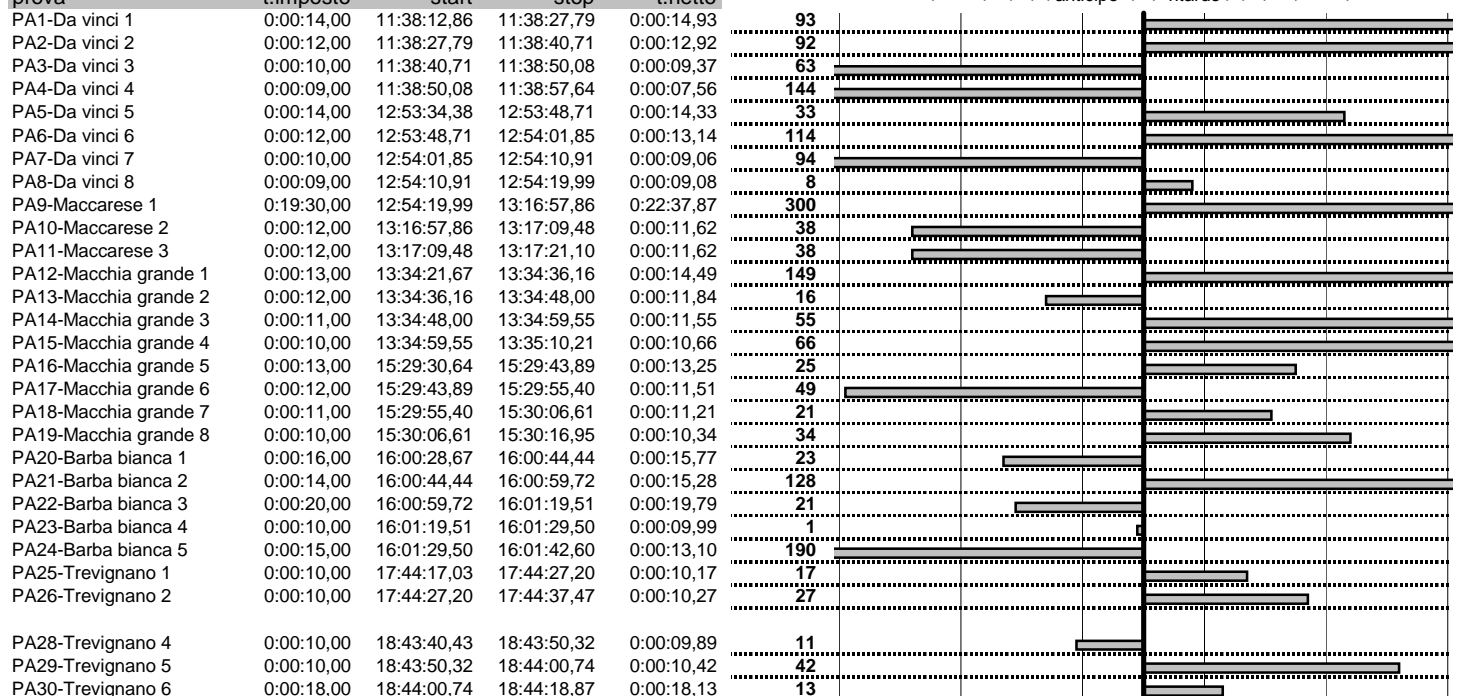 prova t.imposto start stop t.netto anticipo ritardo
PA1-Da vinci 1 0:00:14,00 11:38:12,86 11:38:27,79 0:00:14,93 93
PA2-Da vinci 2 0:00:12,00 11:38:27,79 11:38:40,71 0:00:12,92 92
PA3-Da vinci 3 0:00:10,00 11:38:40,71 11:38:50,08 0:00:09,37 63
PA4-Da vinci 4 0:00:09,00 11:38:50,08 11:38:57,64 0:00:07,56 144
PA5-Da vinci 5 0:00:14,00 12:53:34,38 12:53:48,71 0:00:14,33 33
PA6-Da vinci 6 0:00:12,00 12:53:48,71 12:54:01,85 0:00:13,14 114
PA7-Da vinci 7 0:00:10,00 12:54:01,85 12:54:10,91 0:00:09,06 94
PA8-Da vinci 8 0:00:09,00 12:54:10,91 12:54:19,99 0:00:09,08 8
PA9-Maccarese 1 0:19:30,00 12:54:19,99 13:16:57,86 0:22:37,87 300
PA10-Maccarese 2 0:00:12,00 13:16:57,86 13:17:09,48 0:00:11,62 38
PA11-Maccarese 3 0:00:12,00 13:17:09,48 13:17:21,10 0:00:11,62 38
PA12-Macchia grande 1 0:00:13,00 13:34:21,67 13:34:36,16 0:00:14,49 149
PA13-Macchia grande 2 0:00:12,00 13:34:36,16 13:34:48,00 0:00:11,84 16
PA14-Macchia grande 3 0:00:11,00 13:34:48,00 13:34:59,55 0:00:11,55 55
PA15-Macchia grande 4 0:00:10,00 13:34:59,55 13:35:10,21 0:00:10,66 66
PA16-Macchia grande 5 0:00:13,00 15:29:30,64 15:29:43,89 0:00:13,25 25
PA17-Macchia grande 6 0:00:12,00 15:29:43,89 15:29:55,40 0:00:11,51 49
PA18-Macchia grande 7 0:00:11,00 15:29:55,40 15:30:06,61 0:00:11,21 21
PA19-Macchia grande 8 0:00:10,00 15:30:06,61 15:30:16,95 0:00:10,34 34
PA20-Barba bianca 1 0:00:16,00 16:00:28,67 16:00:44,44 0:00:15,77 23
PA21-Barba bianca 2 0:00:14,00 16:00:44,44 16:00:59,72 0:00:15,28 128
PA22-Barba bianca 3 0:00:20,00 16:00:59,72 16:01:19,51 0:00:19,79 21
PA23-Barba bianca 4 0:00:10,00 16:01:19,51 16:01:29,50 0:00:09,99 1
PA24-Barba bianca 5 0:00:15,00 16:01:29,50 16:01:42,60 0:00:13,10 190
PA25-Trevignano 1 0:00:10,00 17:44:17,03 17:44:27,20 0:00:10,17 17
PA26-Trevignano 2 0:00:10,00 17:44:27,20 17:44:37,47 0:00:10,27 27
PA28-Trevignano 4 0:00:10,00 18:43:40,43 18:43:50,32 0:00:09,89 11
PA29-Trevignano 5 0:00:10,00 18:43:50,32 18:44:00,74 0:00:10,42 42
PA30-Trevignano 6 0:00:18,00 18:44:00,74 18:44:18,87 0:00:18,13 13